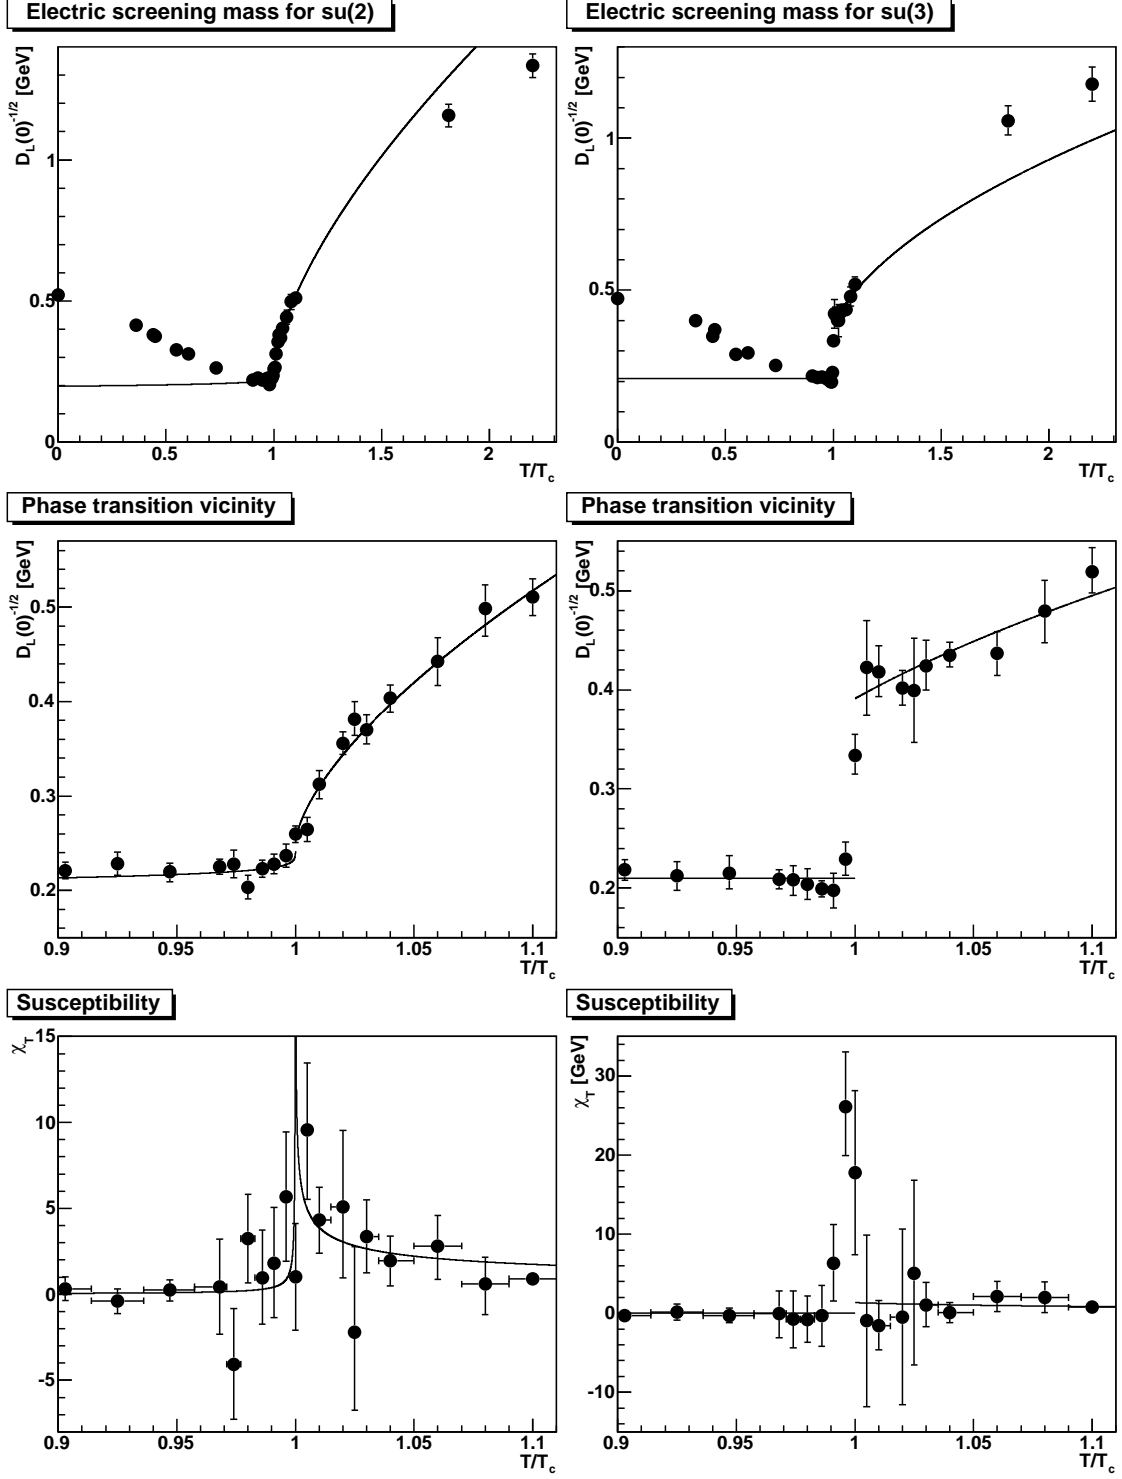 Electric screening mass for su(2)
D_L(0)^-1/2 [GeV]
1
0.5
0
0 0.5 1 1.5 2
T/T_c
Electric screening mass for su(3)
D_L(0)^-1/2 [GeV]
1
0.5
0
0 0.5 1 1.5 2
T/T_c
Phase transition vicinity
D_L(0)^-1/2 [GeV]
0.5
0.4
0.3
0.2
0.9 0.95 1 1.05 1.1
T/T_c
Phase transition vicinity
D_L(0)^-1/2 [GeV]
0.5
0.4
0.3
0.2
0.9 0.95 1 1.05 1.1
T/T_c
Susceptibility
χ_T
15
10
5
0
-5
0.9 0.95 1 1.05 1.1
T/T_c
Susceptibility
χ_T [GeV]
30
20
10
0
-10
0.9 0.95 1 1.05 1.1
T/T_c